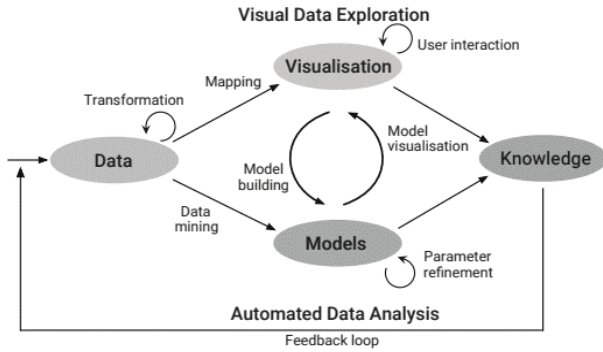 Visual Data Exploration
User interaction
Visualisation
Mapping
Transformation
Data
Model
visualisation
Knowledge
Model
building
Data
mining
Models
Parameter
refinement
Automated Data Analysis
Feedback loop